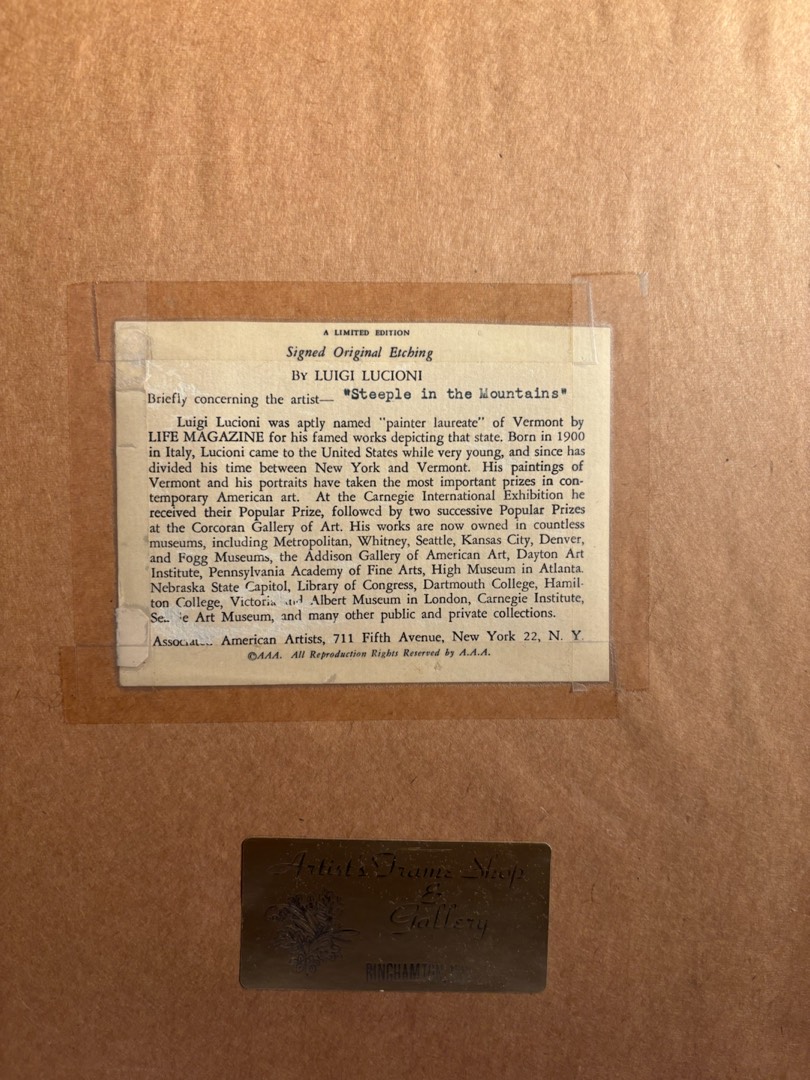 A LIMITED EDITION
Signed Original Etching
BY LUIGI LUCIONI
Briefly concerning the artist— "Steeple in the Mountains"
Luigi Lucioni was aptly named "painter laureate" of Vermont by
LIFE MAGAZINE for his famed works depicting that state. Born in 1900
in Italy, Lucioni came to the United States while very young, and since has
divided his time between New York and Vermont. His paintings of
Vermont and his portraits have taken the most important prizes in con-
temporary American art. At the Carnegie International Exhibition he
received their Popular Prize, followed by two successive Popular Prizes
at the Corcoran Gallery of Art. His works are now owned in countless
museums, including Metropolitan, Whitney, Seattle, Kansas City, Denver,
and Fogg Museums, the Addison Gallery of American Art, Dayton Art
Institute, Pennsylvania Academy of Fine Arts, High Museum in Atlanta.
Nebraska State Capitol, Library of Congress, Dartmouth College, Hamil-
ton College, Victoria and Albert Museum in London, Carnegie Institute,
Art Museum, and many other public and private collections.
American Artists, 711 Fifth Avenue, New York 22, N. Y.
©AAA. All Reproduction Rights Reserved by A.A.A.
Artist's Frame Shop
&
Gallery